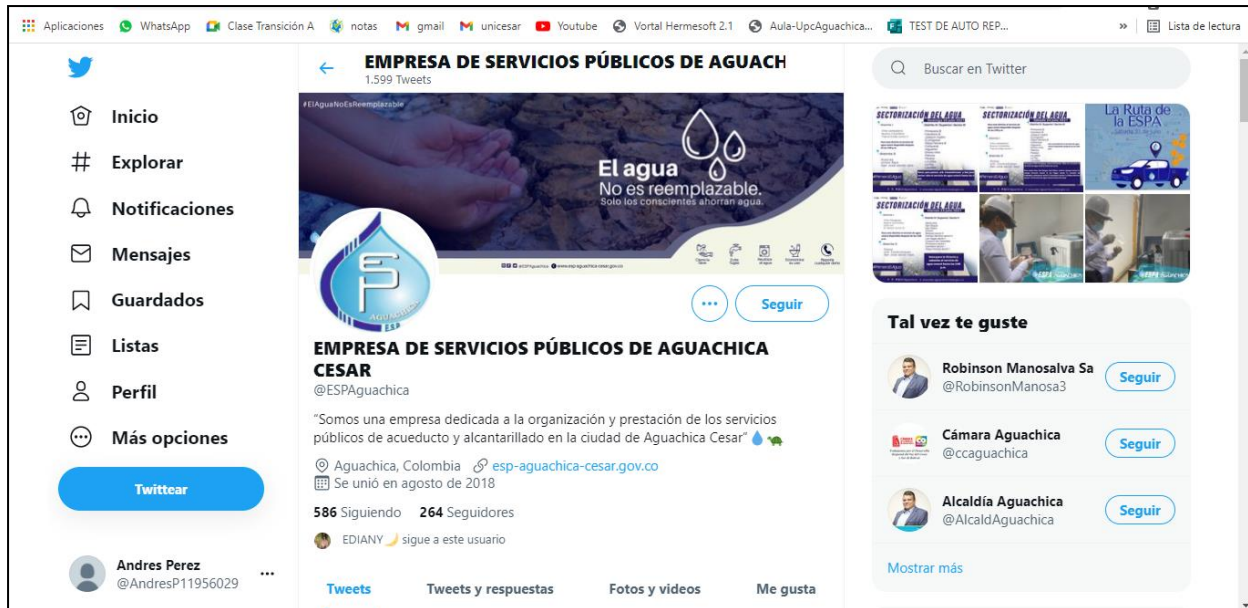 Aplicaciones WhatsApp Clase Transición A notas gmail unicesar Youtube Vortal Hermesoft 2.1 Aula-UpcAguachica... TEST DE AUTO REP... » Lista de lectura
Inicio
Explorar
Notificaciones
Mensajes
Guardados
Listas
Perfil
Más opciones
Twittear
Andres Perez
@AndresP11956029
EMPRESA DE SERVICIOS PÚBLICOS DE AGUACH
1.599 Tweets
#ElAguaNoEsReemplazable
El agua
No es reemplazable.
Solo los conscientes ahorran agua.
AGUACHICA
Esp
Seguir
EMPRESA DE SERVICIOS PÚBLICOS DE AGUACHICA
CESAR
@ESPAguachica
"Somos una empresa dedicada a la organización y prestación de los servicios
públicos de acueducto y alcantarillado en la ciudad de Aguachica Cesar" 💧 🐢
Aguachica, Colombia esp-aguachica-cesar.gov.co
Se unió en agosto de 2018
586 Siguiendo 264 Seguidores
EDIANY🌙 sigue a este usuario
Tweets Tweets y respuestas Fotos y videos Me gusta
Buscar en Twitter
SECTORIZACIÓN DEL AGUA
SECTORIZACIÓN DEL AGUA
La Ruta de
la ESPA
SECTORIZACIÓN DEL AGUA
Tal vez te guste
Robinson Manosalva Sa
@RobinsonManosa3
Seguir
Cámara Aguachica
@ccaguachica
Seguir
Alcaldía Aguachica
@AlcaldAguachica
Seguir
Mostrar más